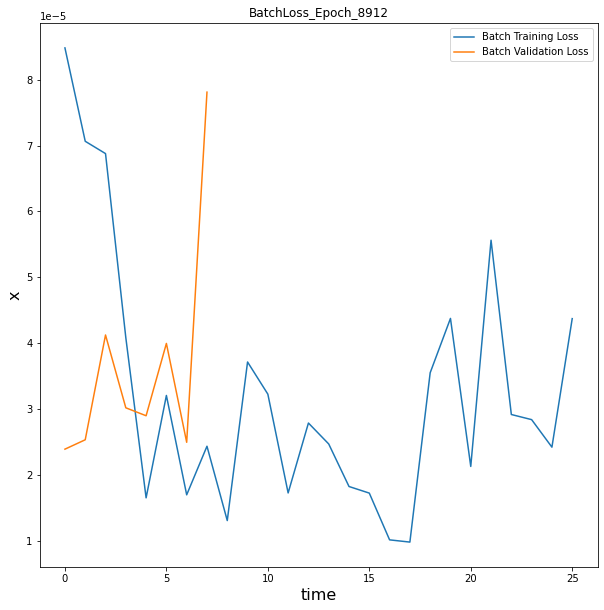 BatchLoss_Epoch_8912
1e−5
Batch Training Loss
Batch Validation Loss
8
7
6
5
4
3
2
1
x
0 5 10 15 20 25
time